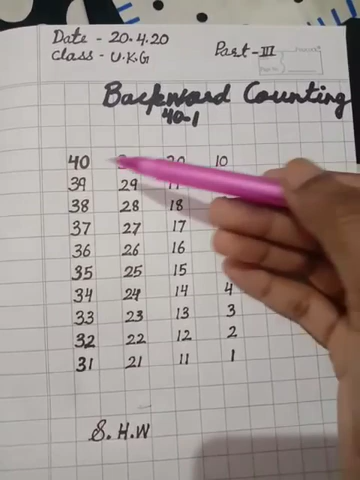 Date - 20.4.20
Class - U.K.G
Part - III
Backward Counting
40-1
40 10
39 29
38 28 18
37 27 17
36 26 16
35 25 15
34 24 14 4
33 23 13 3
32 22 12 2
31 21 11 1
S.H.W